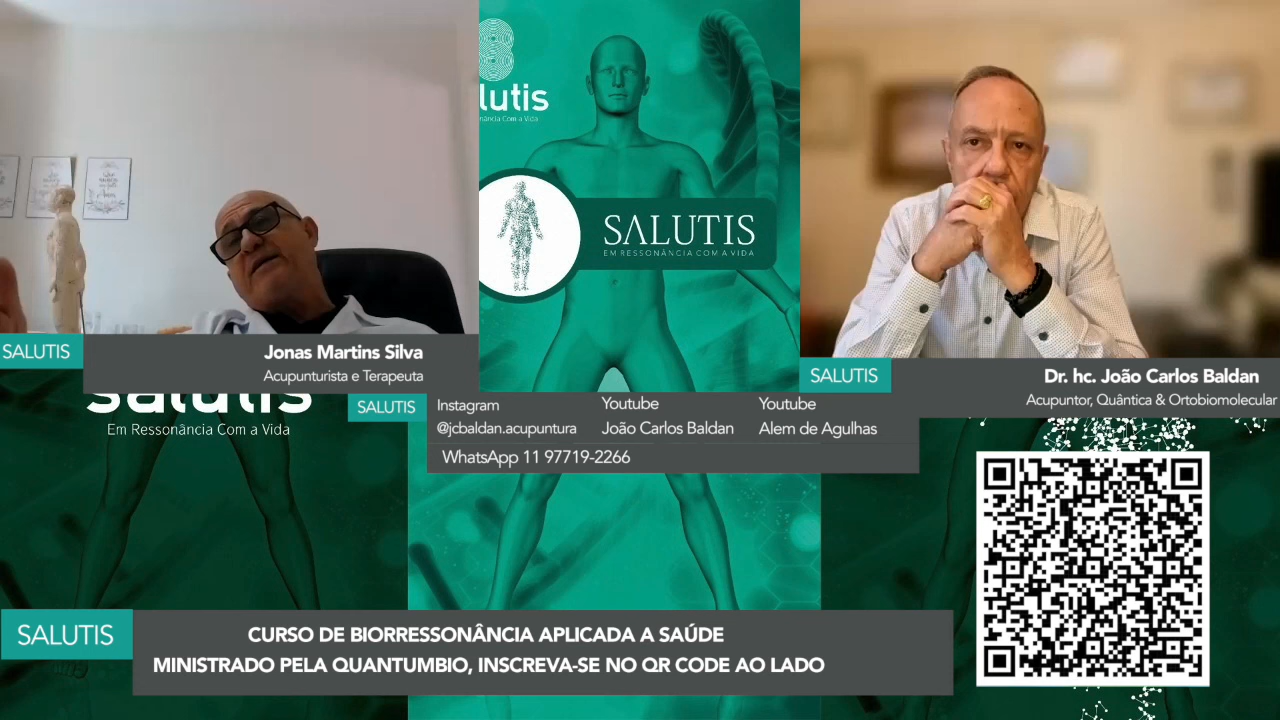 lutis
nância Com a Vida
SALUTIS
EM RESSONÂNCIA COM A VIDA
SALUTIS
Jonas Martins Silva
Acupunturista e Terapeuta
SALUTIS
Dr. hc. João Carlos Baldan
Acupuntor, Quântica & Ortobiomolecular
salutis
Em Ressonância Com a Vida
SALUTIS
Instagram
@jcbaldan.acupuntura
Youtube
João Carlos Baldan
Youtube
Alem de Agulhas
WhatsApp 11 97719-2266
SALUTIS
CURSO DE BIORRESSONÂNCIA APLICADA A SAÚDE
MINISTRADO PELA QUANTUMBIO, INSCREVA-SE NO QR CODE AO LADO